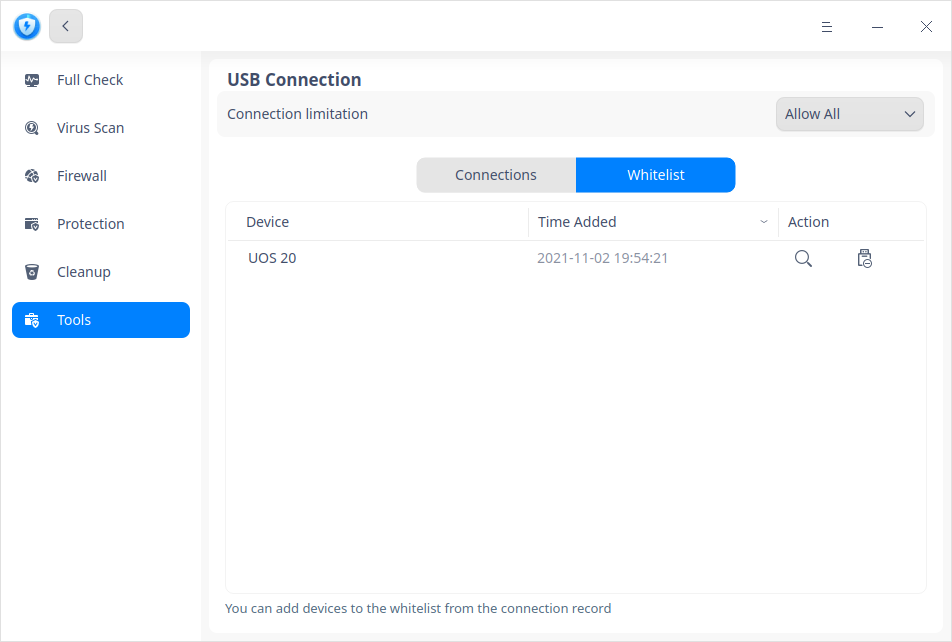 Full Check
Virus Scan
Firewall
Protection
Cleanup
Tools
USB Connection
Connection limitation
Allow All
Connections
Whitelist
Device
Time Added
Action
UOS 20
2021-11-02 19:54:21
You can add devices to the whitelist from the connection record